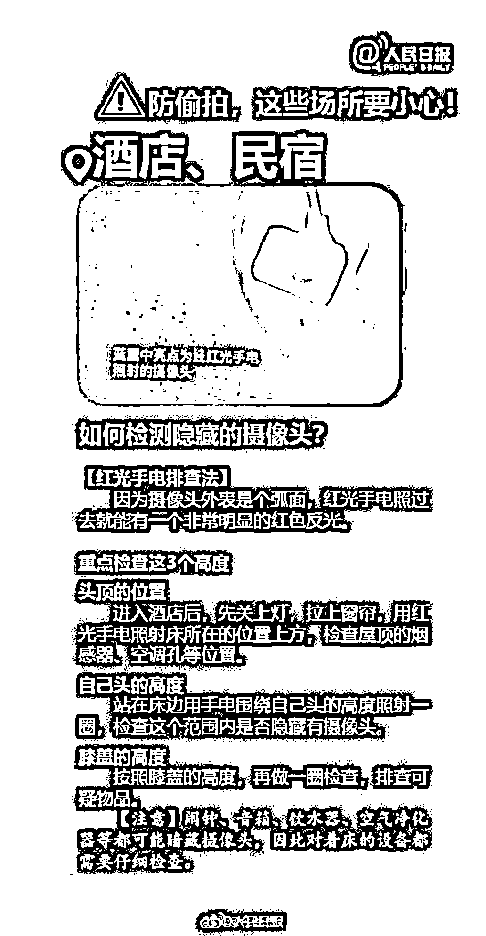 @人民日报
PEOPLE'S DAILY
防偷拍，这些场所要小心！
酒店、民宿
蓝圈中亮点为经红光手电
照射的摄像头
如何检测隐藏的摄像头？
【红光手电排查法】
因为摄像头外表是个弧面，红光手电照过
去就能有一个非常明显的红色反光。
重点检查这3个高度
头顶的位置
进入酒店后，先关上灯，拉上窗帘，用红
光手电照射床所在的位置上方，检查屋顶的烟
感器、空调孔等位置。
自己头的高度
站在床边用手电围绕自己头的高度照射一
圈，检查这个范围内是否隐藏有摄像头。
膝盖的高度
按照膝盖的高度，再做一圈检查，排查可
疑物品。
【注意】闹钟、音箱、饮水器、空气净化
器等都可能暗藏摄像头，因此对着床的设备都
需要仔细检查。
@人民日报